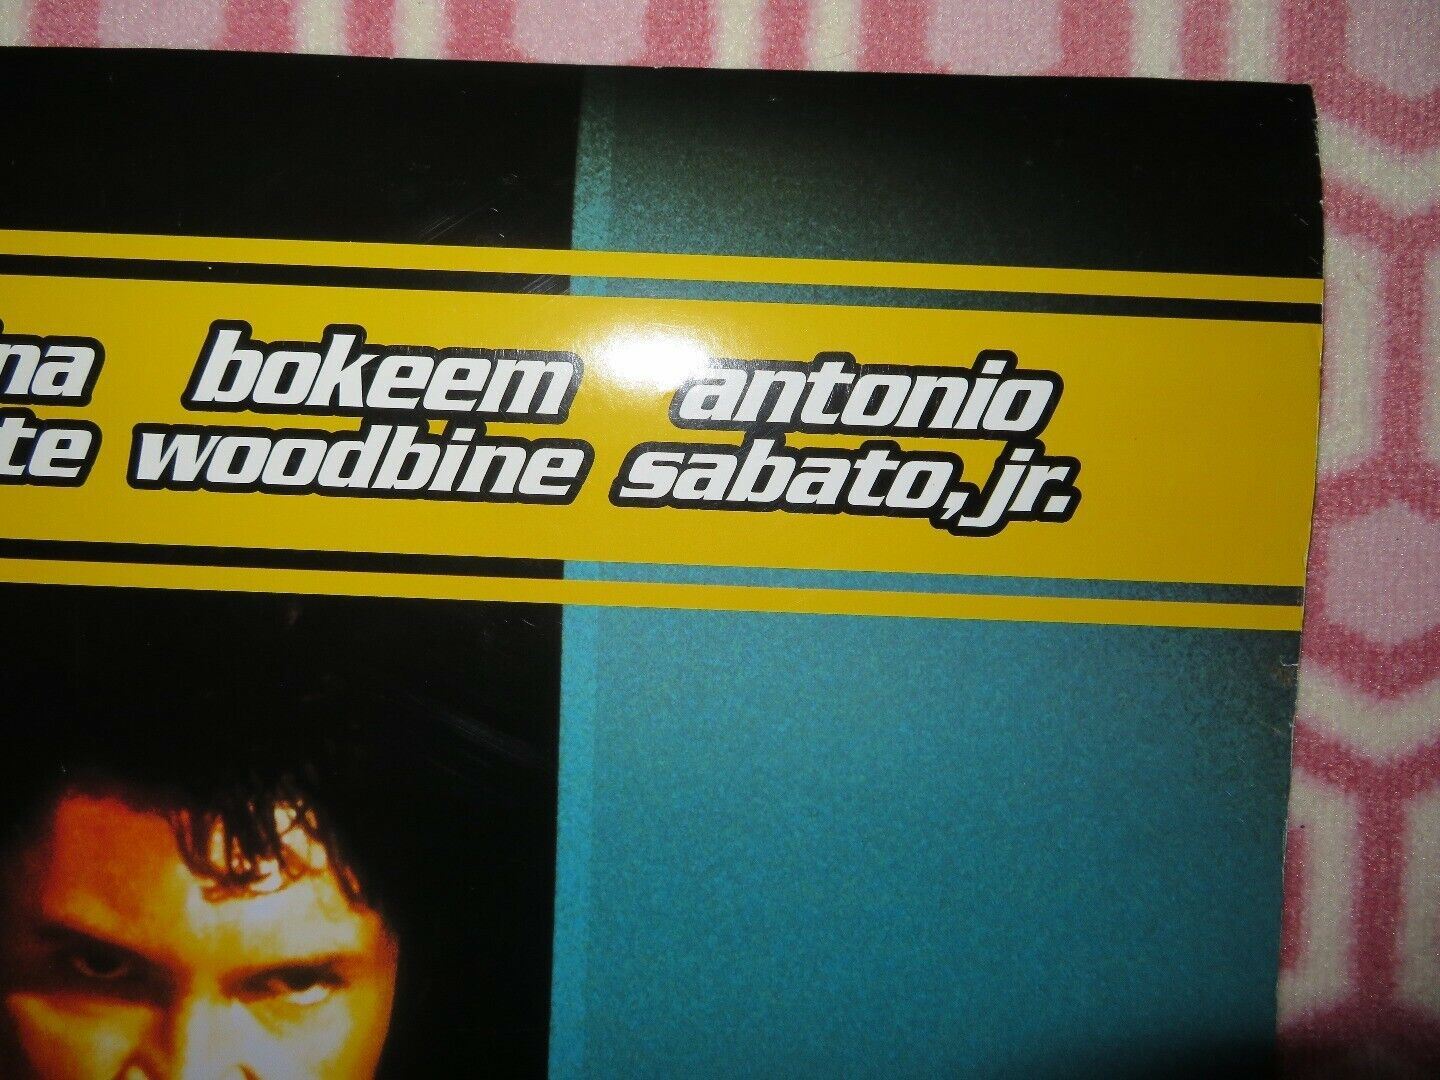 na bokeem antonio
te woodbine sabato, jr.